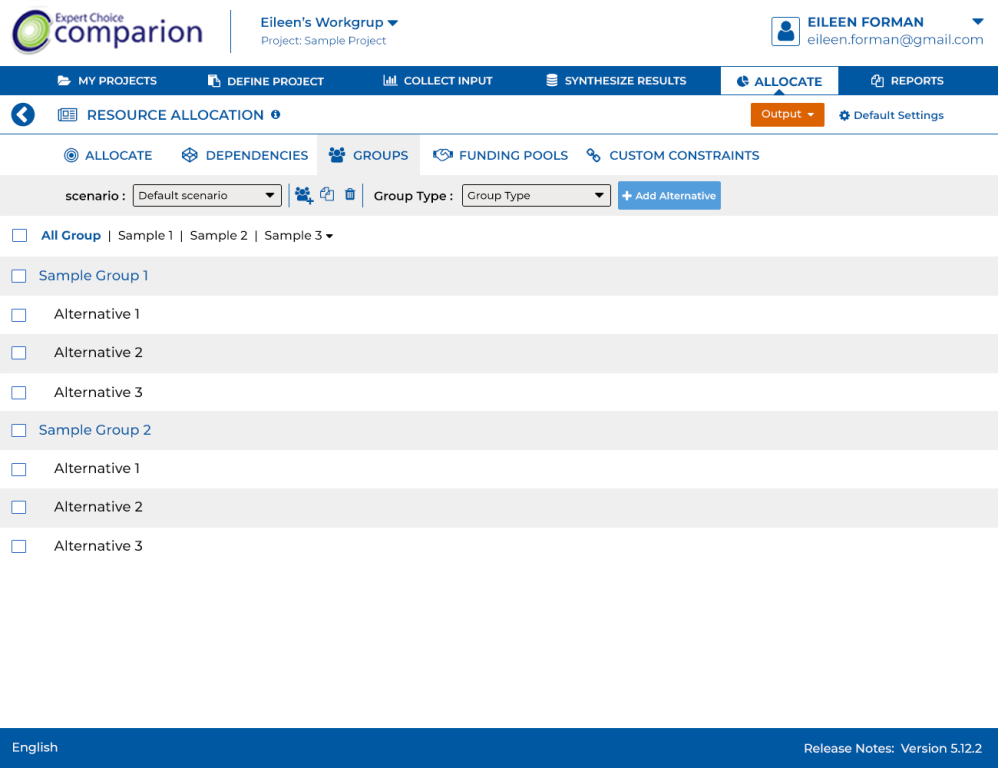 Expert Choice
comparion
Eileen's Workgrup
Project: Sample Project
EILEEN FORMAN
eileen.forman@gmail.com
MY PROJECTS DEFINE PROJECT COLLECT INPUT SYNTHESIZE RESULTS ALLOCATE REPORTS
RESOURCE ALLOCATION Output Default Settings
ALLOCATE DEPENDENCIES GROUPS FUNDING POOLS CUSTOM CONSTRAINTS
scenario : Default scenario Group Type : Group Type + Add Alternative
All Group | Sample 1 | Sample 2 | Sample 3
Sample Group 1
Alternative 1
Alternative 2
Alternative 3
Sample Group 2
Alternative 1
Alternative 2
Alternative 3
English Release Notes: Version 5.12.2